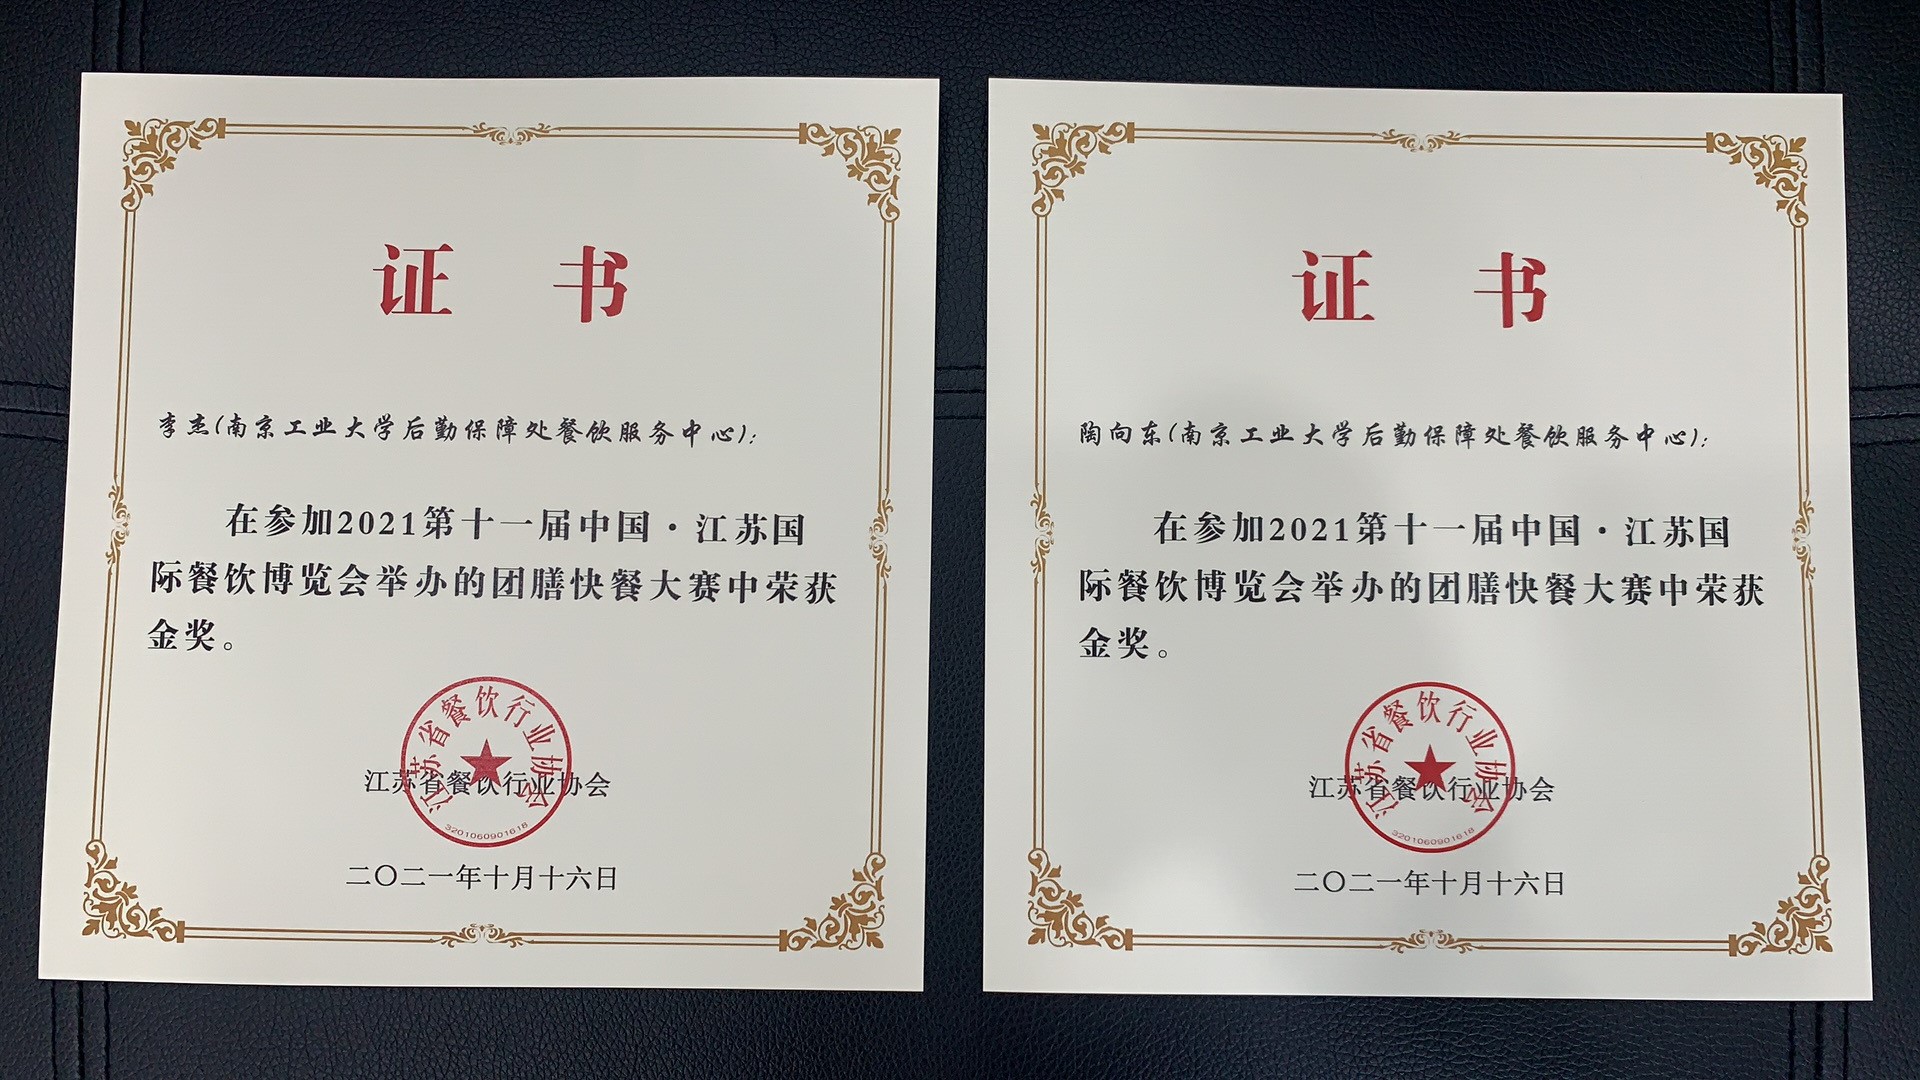 证 书
李杰(南京工业大学后勤保障处餐饮服务中心):
在参加2021第十一届中国·江苏国
际餐饮博览会举办的团膳快餐大赛中荣获
金奖。
江苏省餐饮行业协会
江苏省餐饮行业协会
3201060901618
二〇二一年十月十六日
证 书
陶向东(南京工业大学后勤保障处餐饮服务中心):
在参加2021第十一届中国·江苏国
际餐饮博览会举办的团膳快餐大赛中荣获
金奖。
江苏省餐饮行业协会
江苏省餐饮行业协会
3201060901618
二〇二一年十月十六日